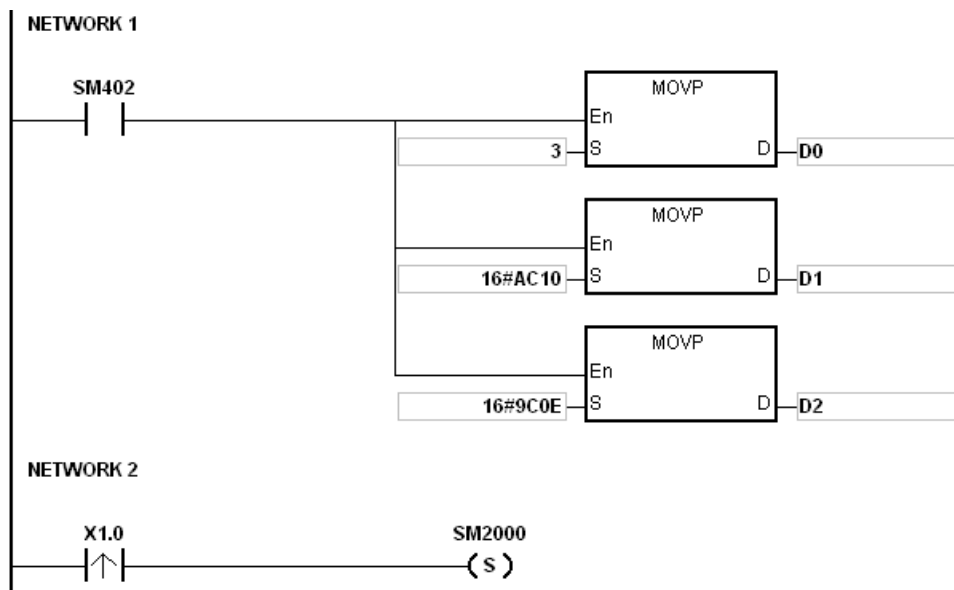 NETWORK 1
SM402
MOVP
En
3 S D D0
MOVP
En
16#AC10 S D D1
MOVP
En
16#9C0E S D D2
NETWORK 2
X1.0 SM2000
S